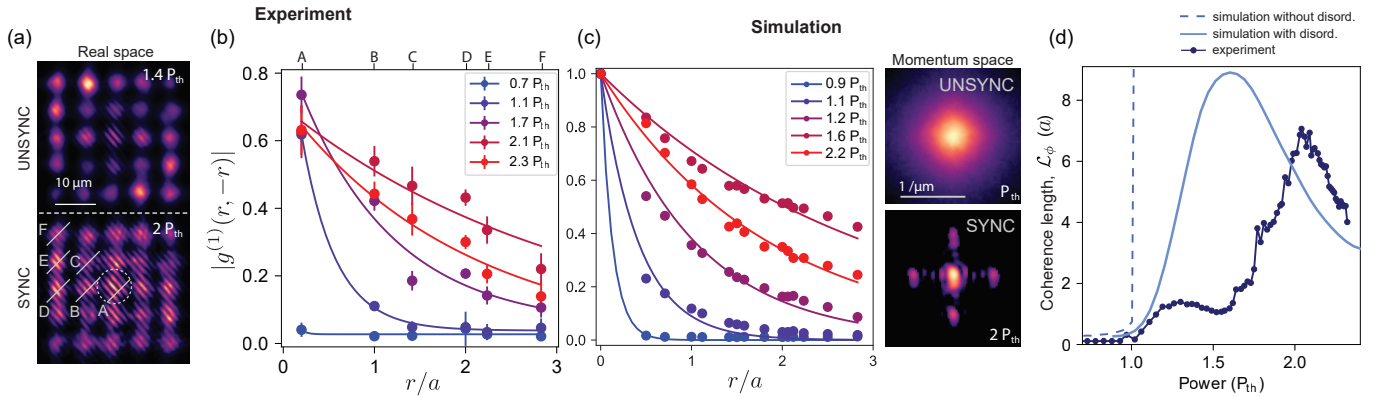 Experiment
Simulation
simulation without disord.
simulation with disord.
experiment
(a)
Real space
1.4 Pth
UNSYNC
10 μm
SYNC
2 Pth
F
E
C
D
B
A
(b)
A B C D E F
|g(1)(r, −r)|
0.8
0.6
0.4
0.2
0.0
0 1 2 3
r/a
0.7 Pth
1.1 Pth
1.7 Pth
2.1 Pth
2.3 Pth
(c)
1.0
0.8
0.6
0.4
0.2
0.0
0 1 2 3
r/a
0.9 Pth
1.1 Pth
1.2 Pth
1.6 Pth
2.2 Pth
Momentum space
UNSYNC
1 /μm
Pth
SYNC
2 Pth
(d)
Coherence length, ℒϕ (a)
8
6
4
2
0
1.0 1.5 2.0
Power (Pth)